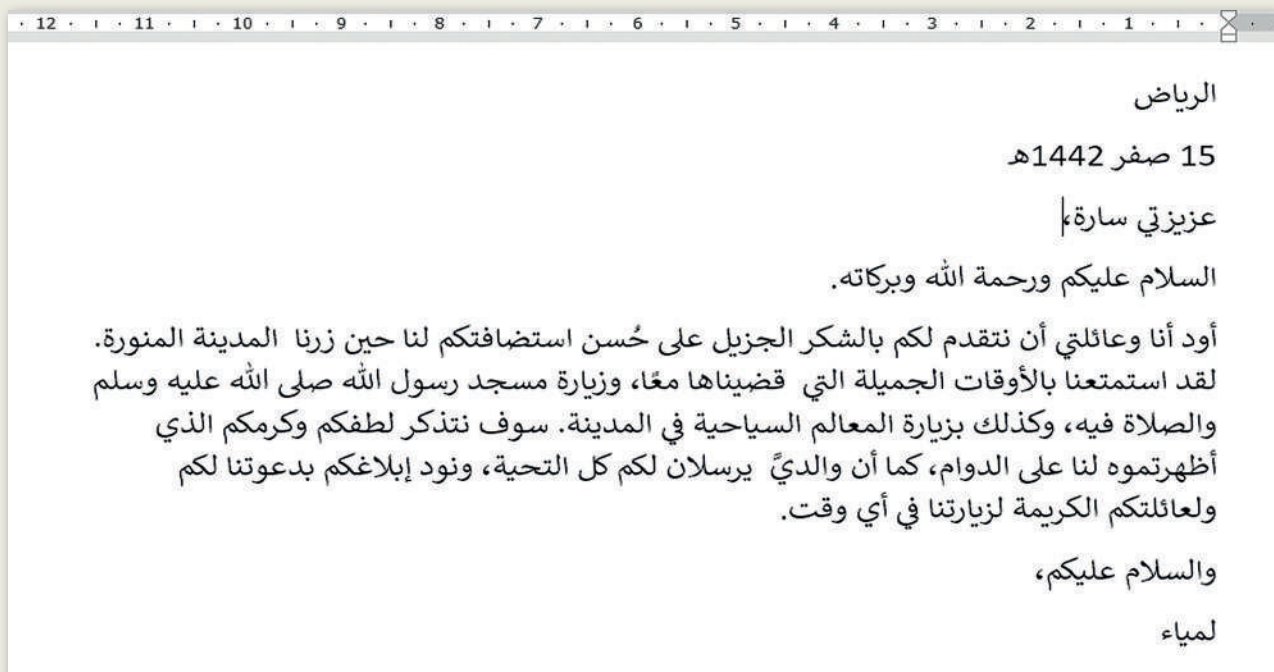 12 11 10 9 8 7 6 5 4 3 2 1
الرياض
15 صفر 1442هـ
عزيزتي سارة،
السلام عليكم ورحمة الله وبركاته.
أود أنا وعائلتي أن نتقدم لكم بالشكر الجزيل على حُسن استضافتكم لنا حين زرنا المدينة المنورة.
لقد استمتعنا بالأوقات الجميلة التي قضيناها معًا، وزيارة مسجد رسول الله صلى الله عليه وسلم
والصلاة فيه، وكذلك بزيارة المعالم السياحية في المدينة. سوف نتذكر لطفكم وكرمكم الذي
أظهرتموه لنا على الدوام، كما أن والديَّ يرسلان لكم كل التحية، ونود إبلاغكم بدعوتنا لكم
ولعائلتكم الكريمة لزيارتنا في أي وقت.
والسلام عليكم،
لمياء